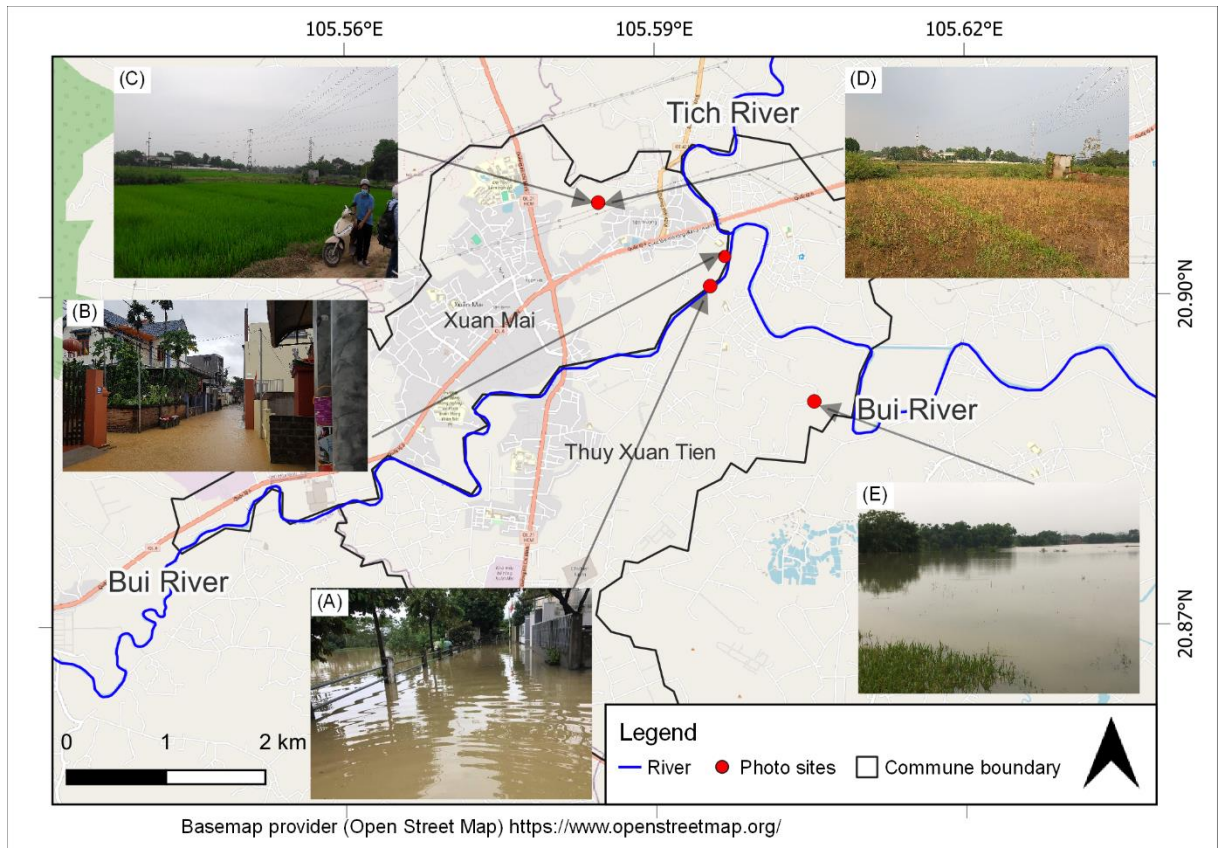 105.56°E
105.59°E
105.62°E
(C)
(D)
Tich River
(B)
Xuan Mai
20.90°N
Bui River
Thuy Xuan Tien
(E)
Bui River
(A)
20.87°N
0 1 2 km
Legend
River
Photo sites
Commune boundary
Basemap provider (Open Street Map) https://www.openstreetmap.org/